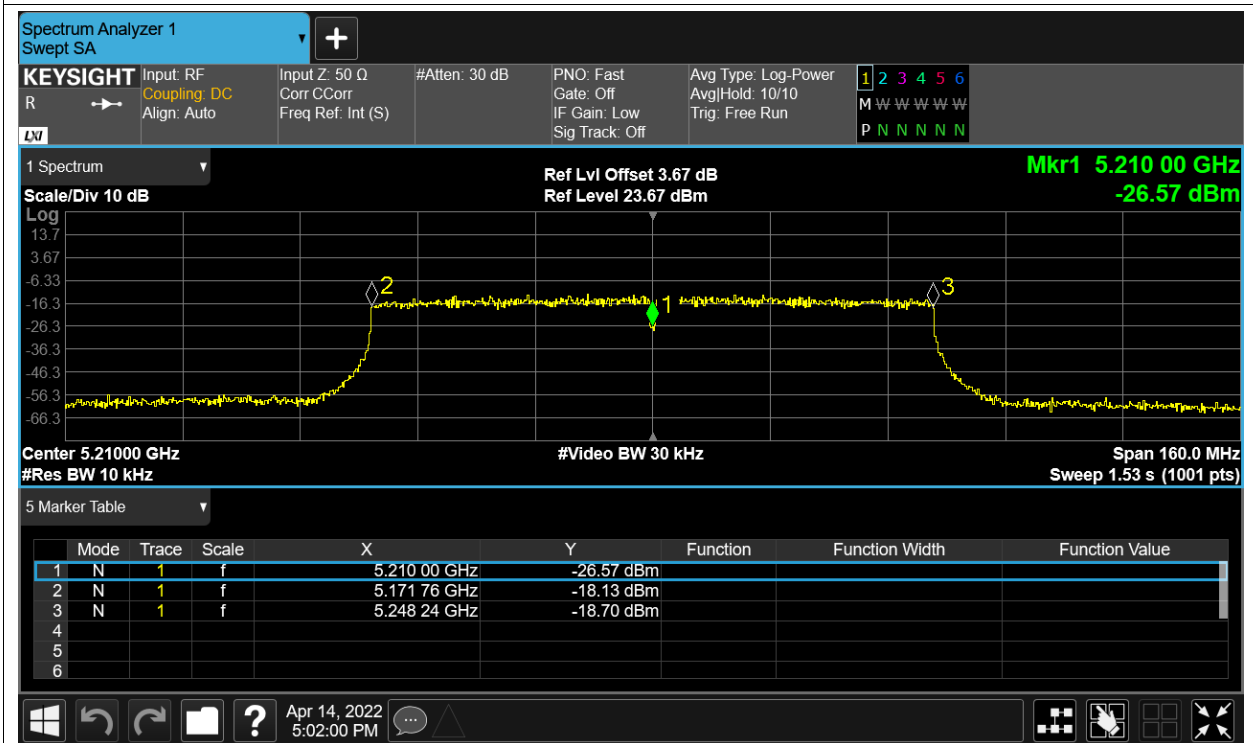 Spectrum Analyzer 1
Swept SA
+
KEYSIGHT
R
LXI
Input: RF
Coupling: DC
Align: Auto
Input Z: 50 Ω
Corr CCorr
Freq Ref: Int (S)
#Atten: 30 dB
PNO: Fast
Gate: Off
IF Gain: Low
Sig Track: Off
Avg Type: Log-Power
Avg|Hold: 10/10
Trig: Free Run
1 2 3 4 5 6
M W W W W W
P N N N N N
1 Spectrum
Scale/Div 10 dB
Ref Lvl Offset 3.67 dB
Ref Level 23.67 dBm
Mkr1 5.210 00 GHz
-26.57 dBm
Log
13.7
3.67
-6.33
-16.3
-26.3
-36.3
-46.3
-56.3
-66.3
2
1
3
Center 5.21000 GHz
#Video BW 30 kHz
Span 160.0 MHz
#Res BW 10 kHz
Sweep 1.53 s (1001 pts)
5 Marker Table
Mode Trace Scale X Y Function Function Width Function Value
1 N 1 f 5.210 00 GHz -26.57 dBm
2 N 1 f 5.171 76 GHz -18.13 dBm
3 N 1 f 5.248 24 GHz -18.70 dBm
4
5
6
?
Apr 14, 2022
5:02:00 PM